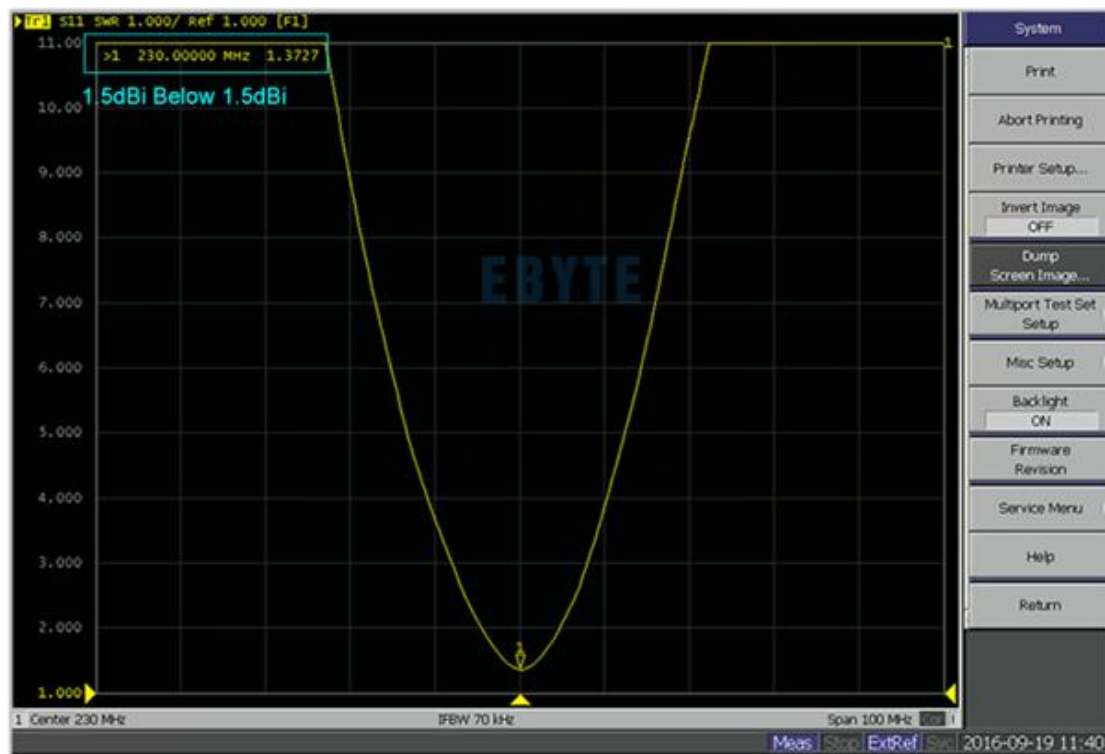 Tr1 S11 SWR 1.000/ Ref 1.000 [F1]
11.00
>1 230.00000 MHz 1.3727
1
1.5dBi Below 1.5dBi
10.00
9.000
8.000
EBYTE
7.000
6.000
5.000
4.000
3.000
2.000
1
1.000
1 Center 230 MHz
IFBW 70 kHz
Span 100 MHz Cor !
System
Print
Abort Printing
Printer Setup...
Invert Image
OFF
Dump
Screen Image...
Multiport Test Set
Setup
Misc Setup
Backlight
ON
Firmware
Revision
Service Menu
Help
Return
Meas Stop ExtRef Svc 2016-09-19 11:40